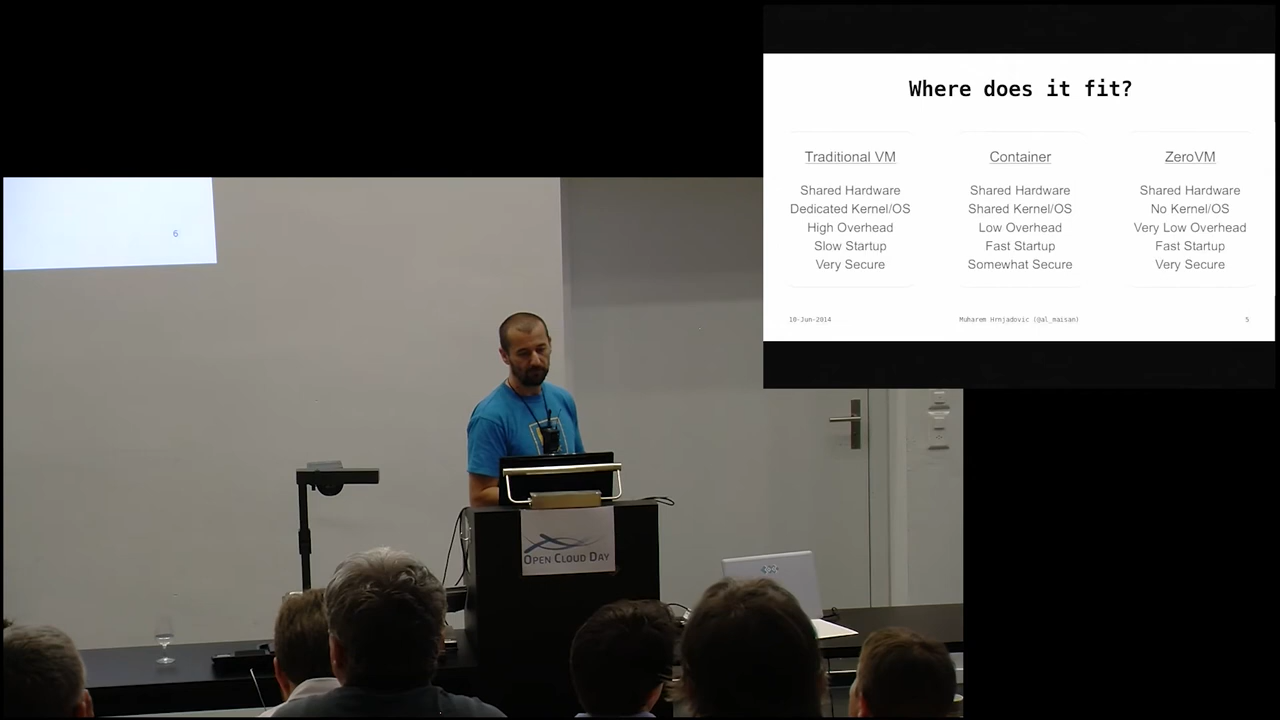 Where does it fit?
Traditional VM
Shared Hardware
Dedicated Kernel/OS
High Overhead
Slow Startup
Very Secure
Container
Shared Hardware
Shared Kernel/OS
Low Overhead
Fast Startup
Somewhat Secure
ZeroVM
Shared Hardware
No Kernel/OS
Very Low Overhead
Fast Startup
Very Secure
10-Jun-2014
Muharem Hrnjadovic (@al_maisan)
5
6
OPEN CLOUD DAY